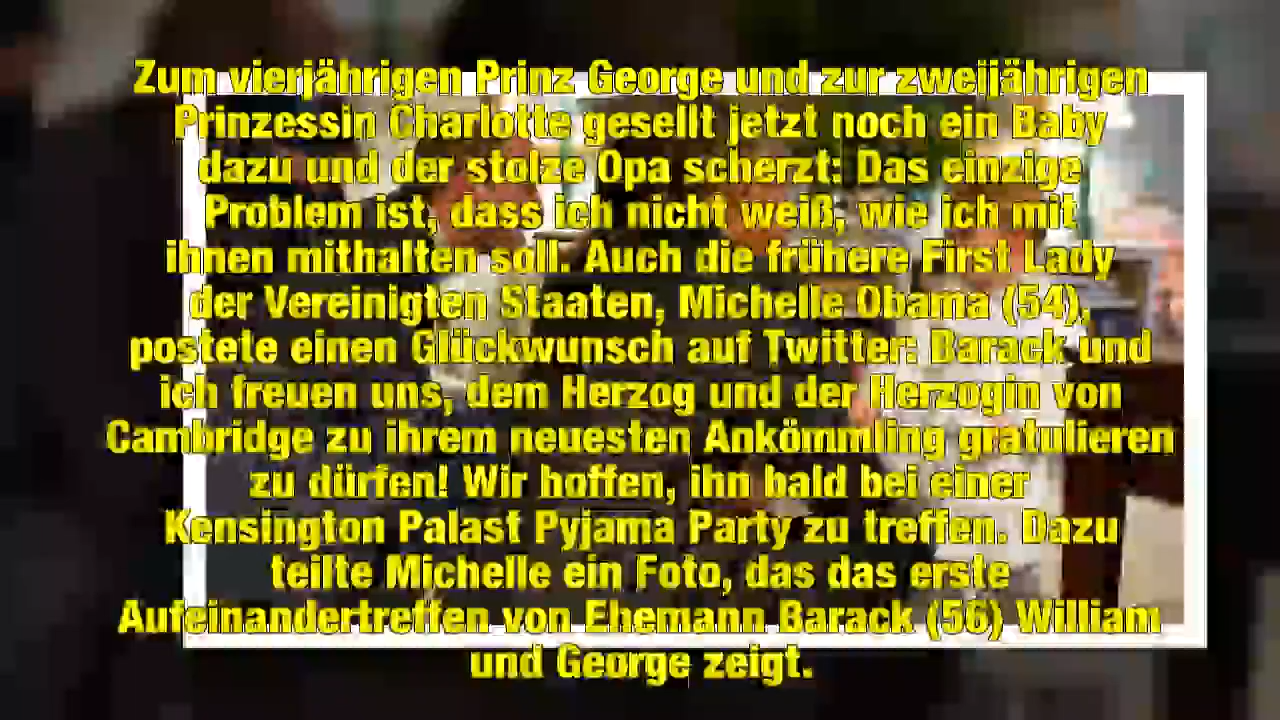 Zum vierjährigen Prinz George und zur zweijährigen
Prinzessin Charlotte gesellt jetzt noch ein Baby
dazu und der stolze Opa scherzt: Das einzige
Problem ist, dass ich nicht weiß, wie ich mit
ihnen mithalten soll. Auch die frühere First Lady
der Vereinigten Staaten, Michelle Obama (54),
postete einen Glückwunsch auf Twitter: Barack und
ich freuen uns, dem Herzog und der Herzogin von
Cambridge zu ihrem neuesten Ankömmling gratulieren
zu dürfen! Wir hoffen, ihn bald bei einer
Kensington Palast Pyjama Party zu treffen. Dazu
teilte Michelle ein Foto, das das erste
Aufeinandertreffen von Ehemann Barack (56) William
und George zeigt.